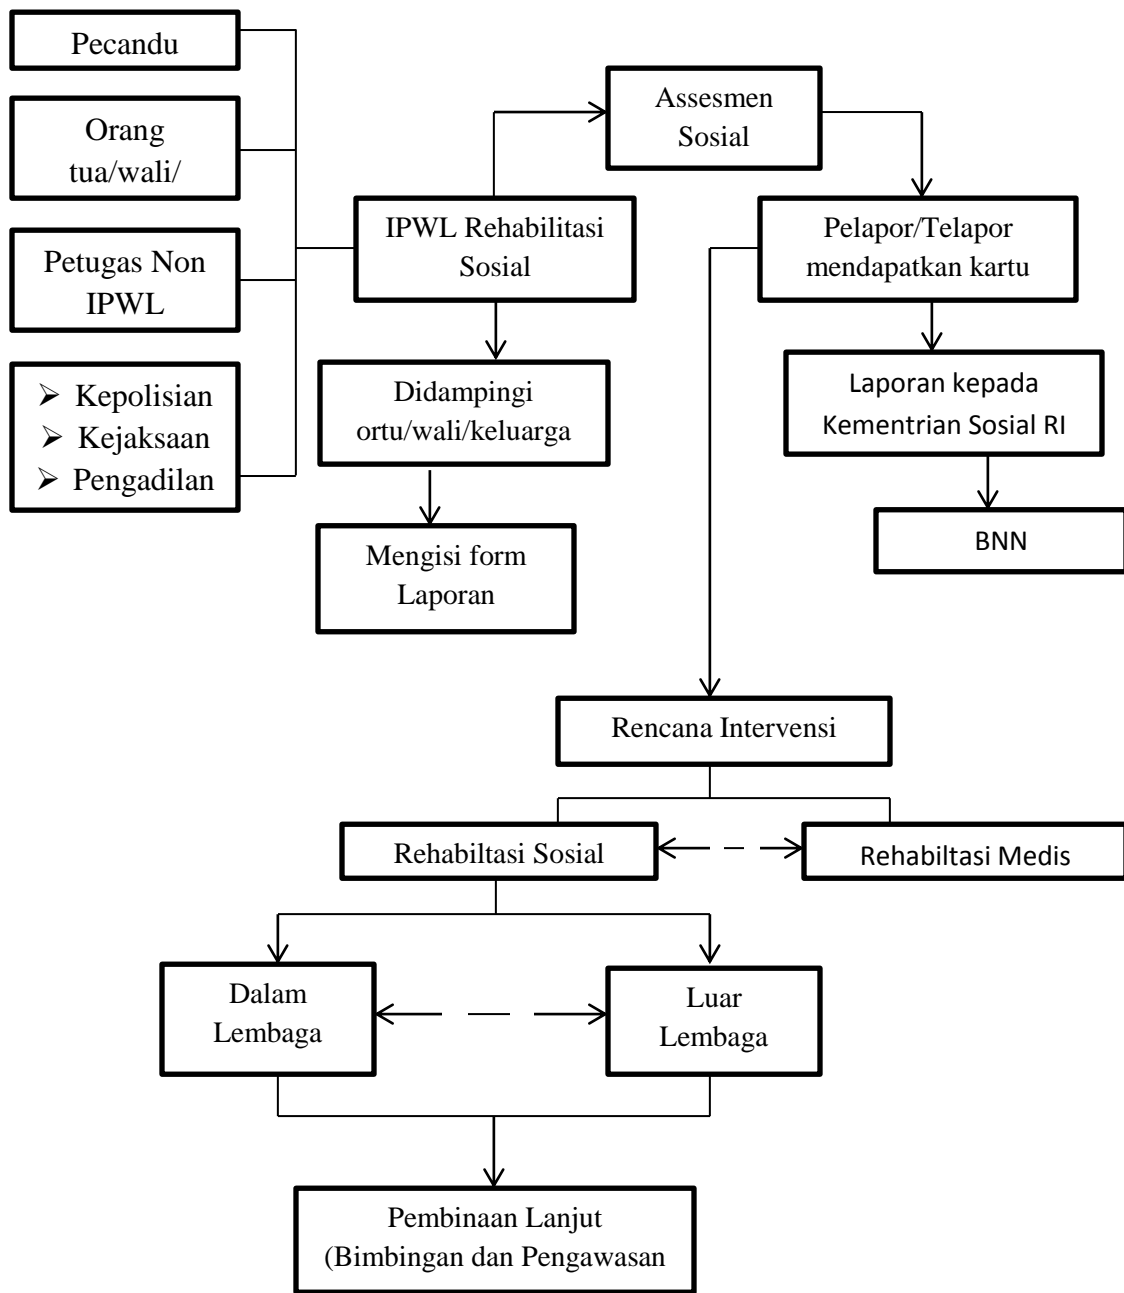 Pecandu
Orang
tua/wali/
Petugas Non
IPWL
➢ Kepolisian
➢ Kejaksaan
➢ Pengadilan
IPWL Rehabilitasi
Sosial
Assesmen
Sosial
Pelapor/Telapor
mendapatkan kartu
Didampingi
ortu/wali/keluarga
Mengisi form
Laporan
Laporan kepada
Kementrian Sosial RI
BNN
Rencana Intervensi
Rehabiltasi Sosial
Rehabiltasi Medis
Dalam
Lembaga
Luar
Lembaga
Pembinaan Lanjut
(Bimbingan dan Pengawasan